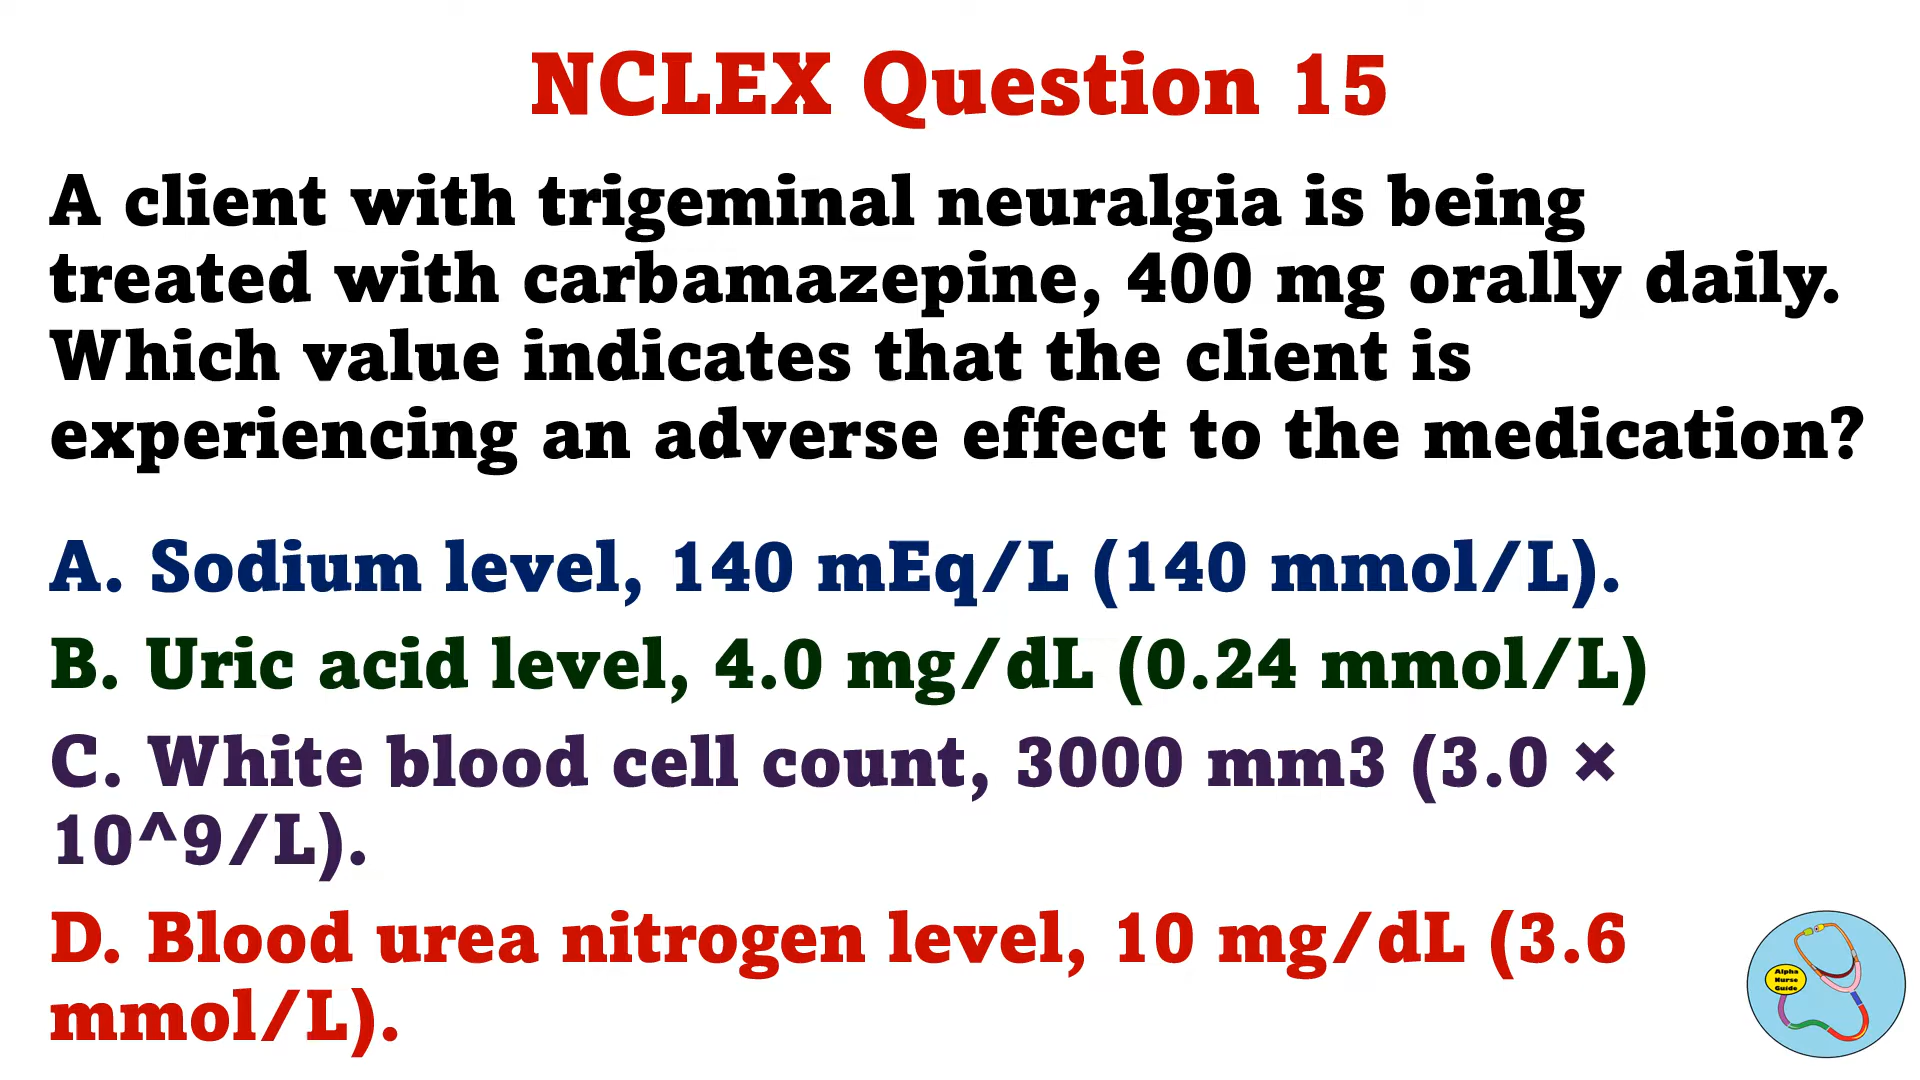 NCLEX Question 15
A client with trigeminal neuralgia is being
treated with carbamazepine, 400 mg orally daily.
Which value indicates that the client is
experiencing an adverse effect to the medication?
A. Sodium level, 140 mEq/L (140 mmol/L).
B. Uric acid level, 4.0 mg/dL (0.24 mmol/L)
C. White blood cell count, 3000 mm3 (3.0 ×
10^9/L).
D. Blood urea nitrogen level, 10 mg/dL (3.6
mmol/L).
Alpha
Nurse
Guide